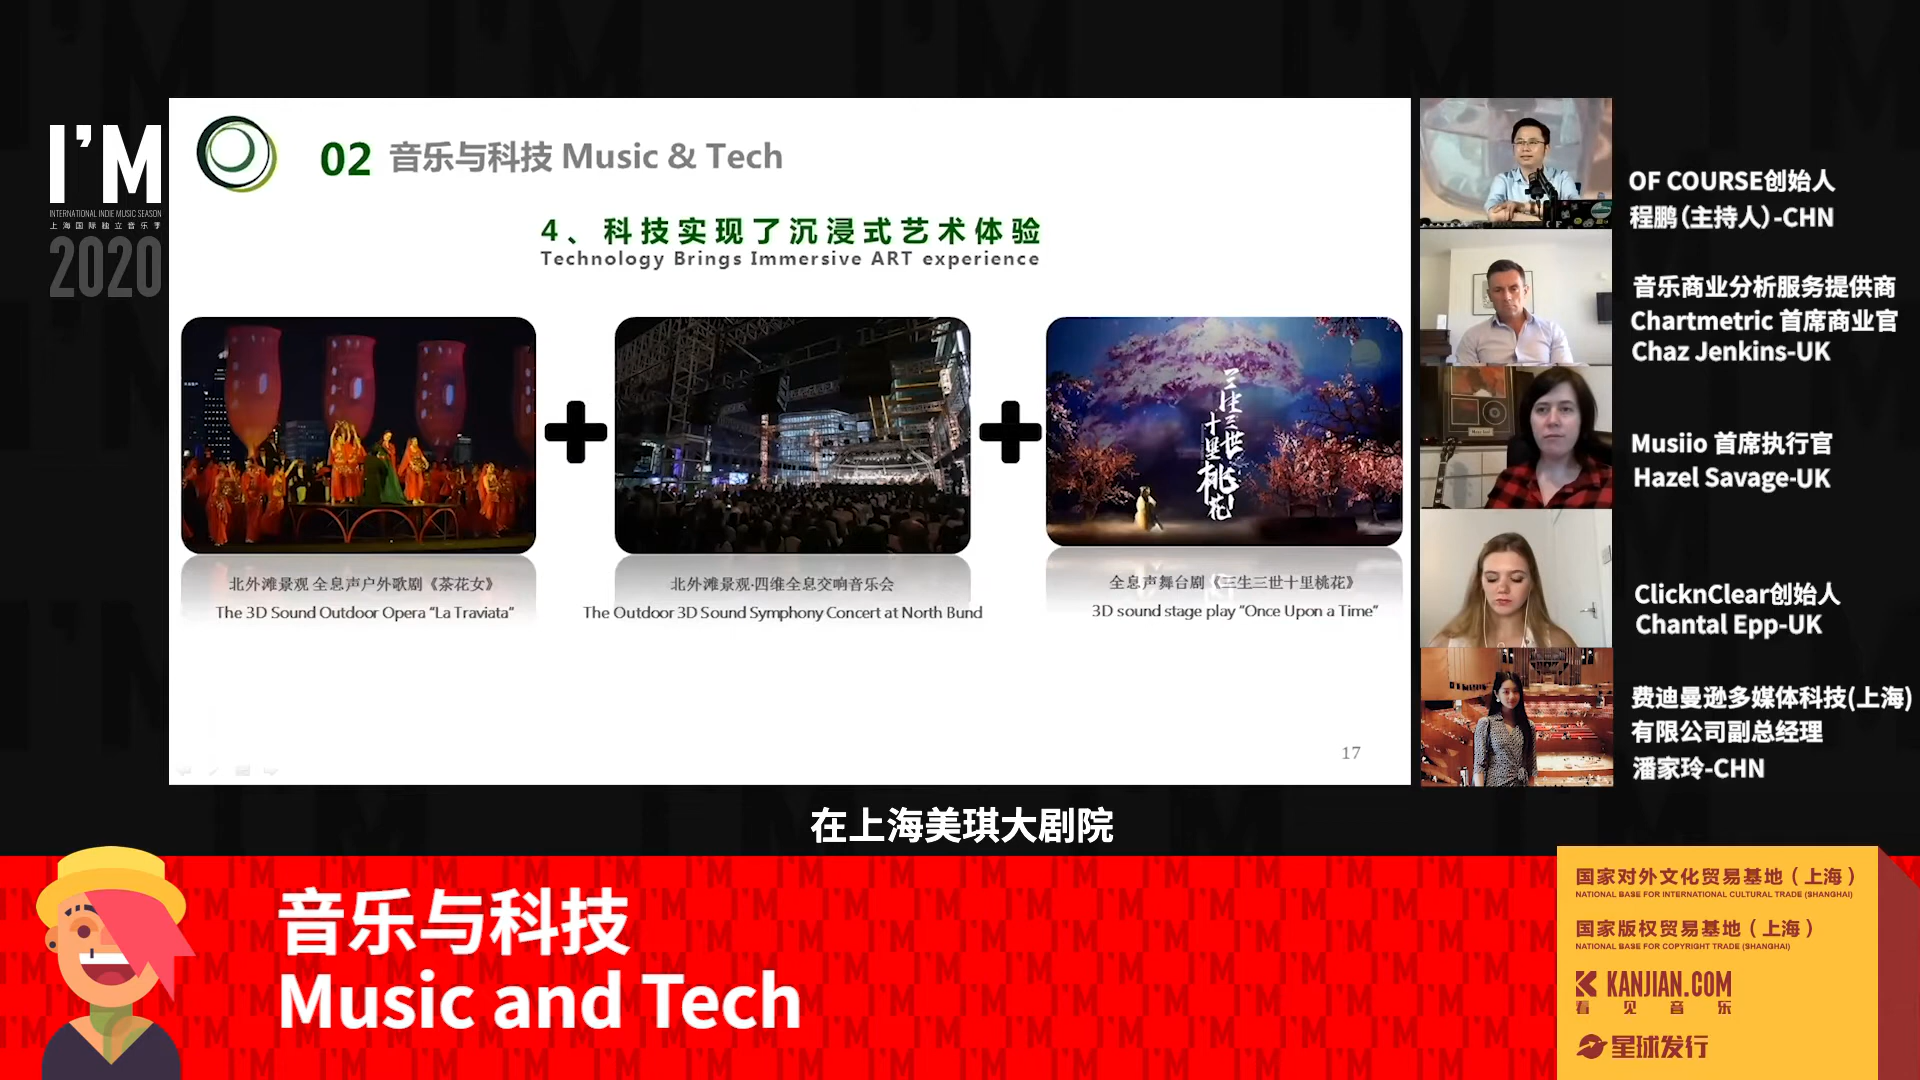 I'M
INTERNATIONAL INDIE MUSIC SEASON
上海国际独立音乐季
2020
02 音乐与科技 Music & Tech
4、科技实现了沉浸式艺术体验
Technology Brings Immersive ART experience
三生三世
十里桃花
北外滩景观 全息声户外歌剧《茶花女》
The 3D Sound Outdoor Opera “La Traviata”
北外滩景观·四维全息交响音乐会
The Outdoor 3D Sound Symphony Concert at North Bund
全息声舞台剧《三生三世十里桃花》
3D sound stage play “Once Upon a Time”
17
OF COURSE创始人
程鹏（主持人）-CHN
音乐商业分析服务提供商
Chartmetric 首席商业官
Chaz Jenkins-UK
Musiio 首席执行官
Hazel Savage-UK
ClicknClear创始人
Chantal Epp-UK
费迪曼逊多媒体科技(上海)
有限公司副总经理
潘家玲-CHN
在上海美琪大剧院
音乐与科技
Music and Tech
国家对外文化贸易基地（上海）
NATIONAL BASE FOR INTERNATIONAL CULTURAL TRADE (SHANGHAI)
国家版权贸易基地（上海）
NATIONAL BASE FOR COPYRIGHT TRADE (SHANGHAI)
KANJIAN.COM
看见音乐
星球发行